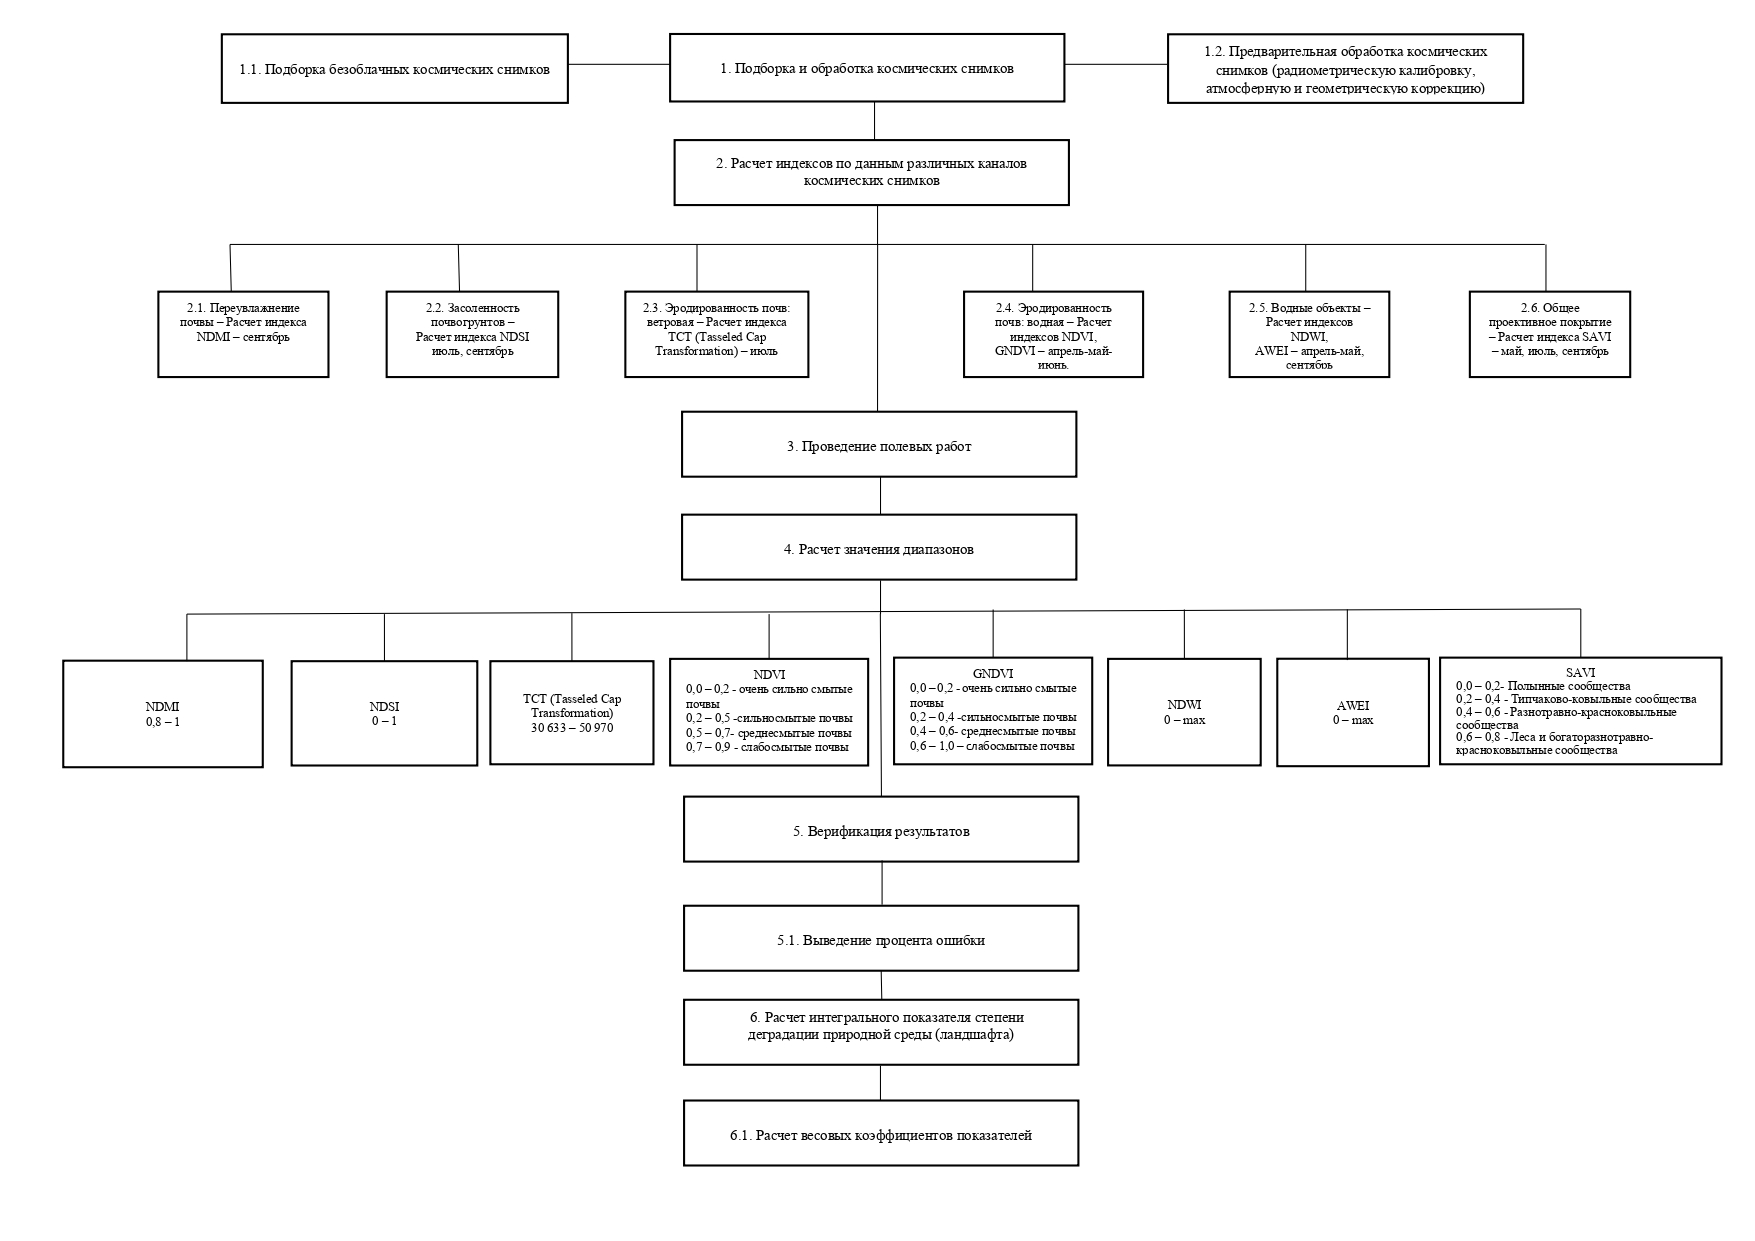 1.1. Подборка безоблачных космических снимков
1. Подборка и обработка космических снимков
1.2. Предварительная обработка космических
снимков (радиометрическую калибровку,
атмосферную и геометрическую коррекцию)
2. Расчет индексов по данным различных каналов
космических снимков
2.1. Переувлажнение
почвы – Расчет индекса
NDMI – сентябрь
2.2. Засоленность
почвогрунтов –
Расчет индекса NDSI
июль, сентябрь
2.3. Эродированность почв:
ветровая – Расчет индекса
TCT (Tasseled Cap
Transformation) – июль
2.4. Эродированность
почв: водная – Расчет
индексов NDVI,
GNDVI – апрель-май-
июнь.
2.5. Водные объекты –
Расчет индексов
NDWI,
AWEI – апрель-май,
сентябрь
2.6. Общее
проективное покрытие
– Расчет индекса SAVI
– май, июль, сентябрь
3. Проведение полевых работ
4. Расчет значения диапазонов
NDMI
0,8 – 1
NDSI
0 – 1
TCT (Tasseled Cap
Transformation)
30 633 – 50 970
NDVI
0,0 – 0,2 - очень сильно смытые
почвы
0,2 – 0,5 -сильносмытые почвы
0,5 – 0,7- среднесмытые почвы
0,7 – 0,9 - слабосмытые почвы
GNDVI
0,0 – 0,2 - очень сильно смытые
почвы
0,2 – 0,4 -сильносмытые почвы
0,4 – 0,6- среднесмытые почвы
0,6 – 1,0 – слабосмытые почвы
NDWI
0 – max
AWEI
0 – max
SAVI
0,0 – 0,2- Полынные сообщества
0,2 – 0,4 - Типчаково-ковыльные сообщества
0,4 – 0,6 - Разнотравно-красноковыльные
сообщества
0,6 – 0,8 - Леса и богаторазнотравно-
красноковыльные сообщества
5. Верификация результатов
5.1. Выведение процента ошибки
6. Расчет интегрального показателя степени
деградации природной среды (ландшафта)
6.1. Расчет весовых коэффициентов показателей